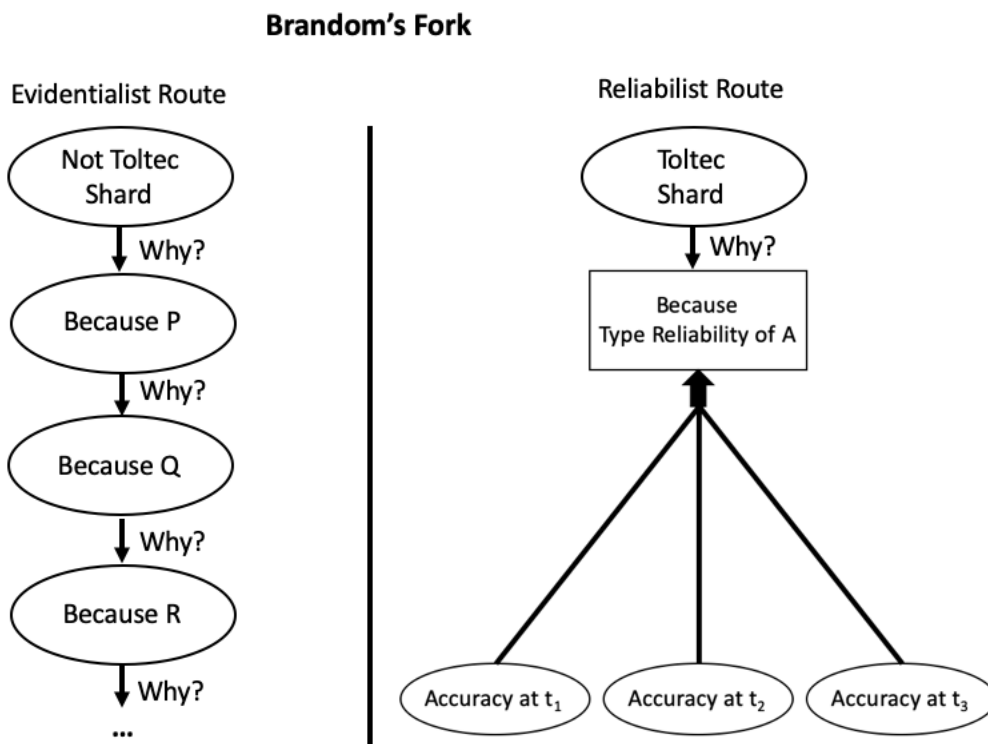 Brandom's Fork
Evidentialist Route
Not Toltec
Shard
Why?
Because P
Why?
Because Q
Why?
Because R
Why?
...
Reliabilist Route
Toltec
Shard
Why?
Because
Type Reliability of A
Accuracy at t₁
Accuracy at t₂
Accuracy at t₃